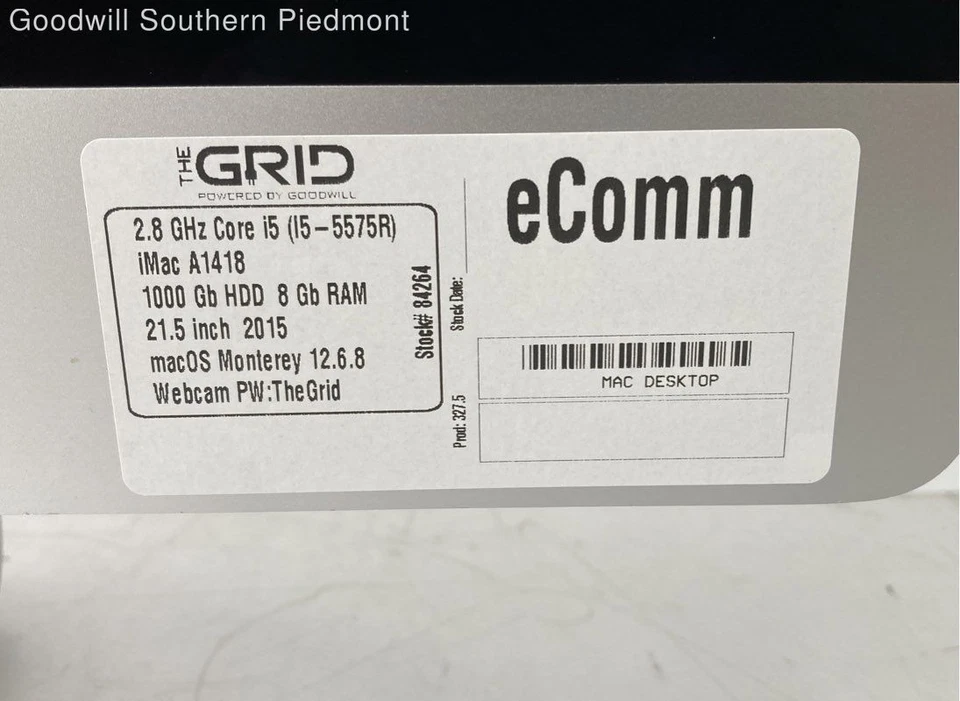 Goodwill Southern Piedmont
THE GRID
POWERED BY GOODWILL
2.8 GHz Core i5 (I5-5575R)
iMac A1418
1000 Gb HDD 8 Gb RAM
21.5 inch 2015
macOS Monterey 12.6.8
Webcam PW:TheGrid
Stock# 84264
Stock Date:
Prod: 327.5
eComm
MAC DESKTOP